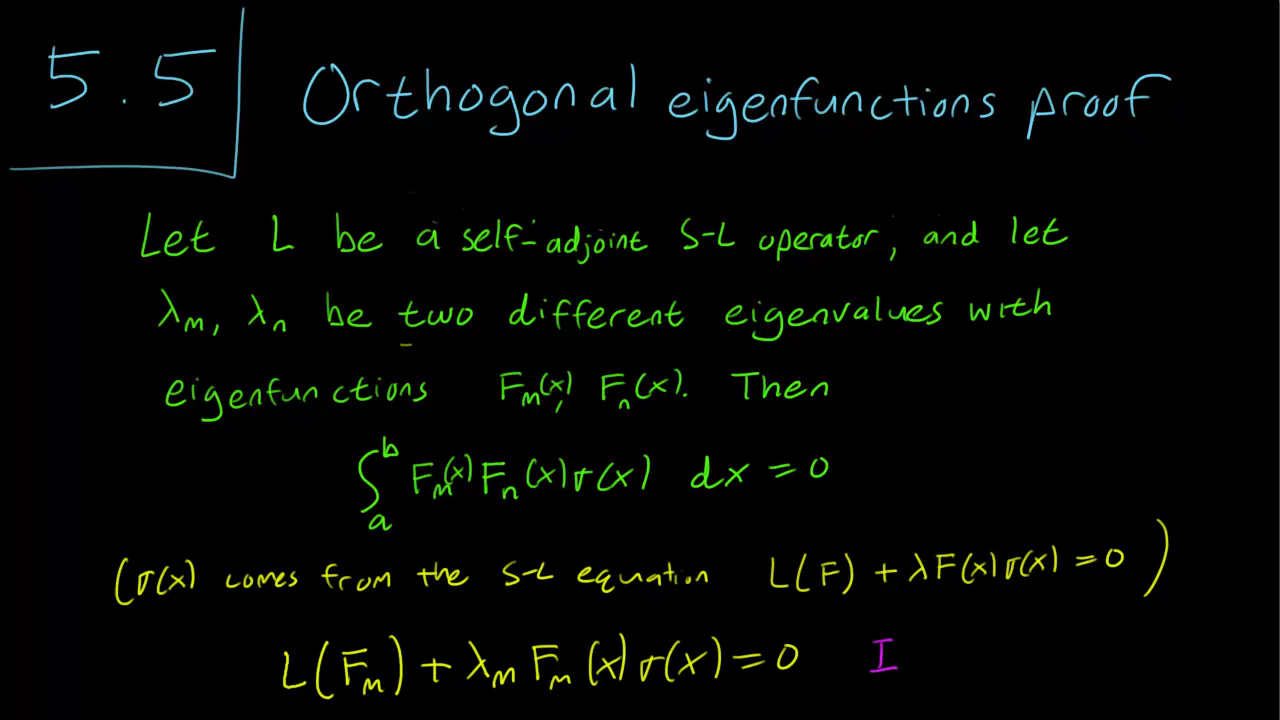 5.5 Orthogonal eigenfunctions proof
Let L be a self-adjoint S-L operator, and let
λₘ, λₙ be two different eigenvalues with
eigenfunctions Fₘ(x), Fₙ(x). Then
∫ₐᵇ Fₘ(x) Fₙ(x) σ(x) dx = 0
(σ(x) comes from the S-L equation L(F) + λF(x)σ(x) = 0)
L(Fₘ) + λₘ Fₘ(x) σ(x) = 0 I